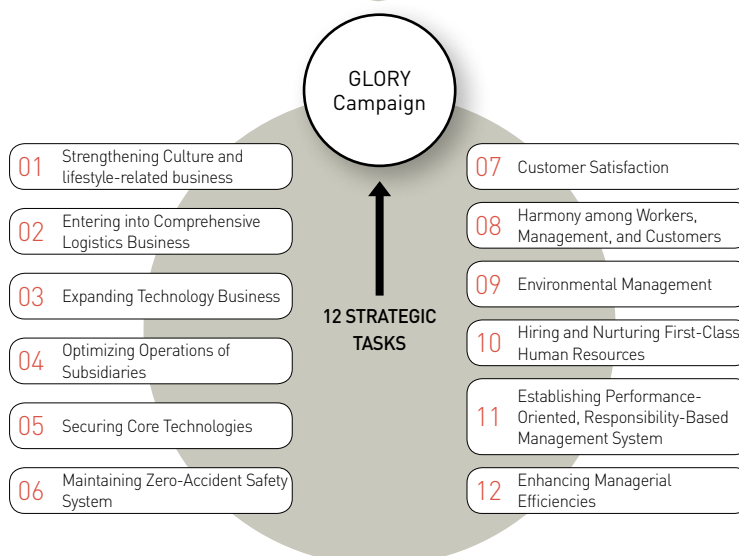 GLORY
Campaign
01
Strengthening Culture and
lifestyle-related business
02
Entering into Comprehensive
Logistics Business
03
Expanding Technology Business
04
Optimizing Operations of
Subsidiaries
05
Securing Core Technologies
06
Maintaining Zero-Accident Safety
System
12 STRATEGIC
TASKS
07
Customer Satisfaction
08
Harmony among Workers,
Management, and Customers
09
Environmental Management
10
Hiring and Nurturing First-Class
Human Resources
11
Establishing Performance-
Oriented, Responsibility-Based
Management System
12
Enhancing Managerial
Efficiencies